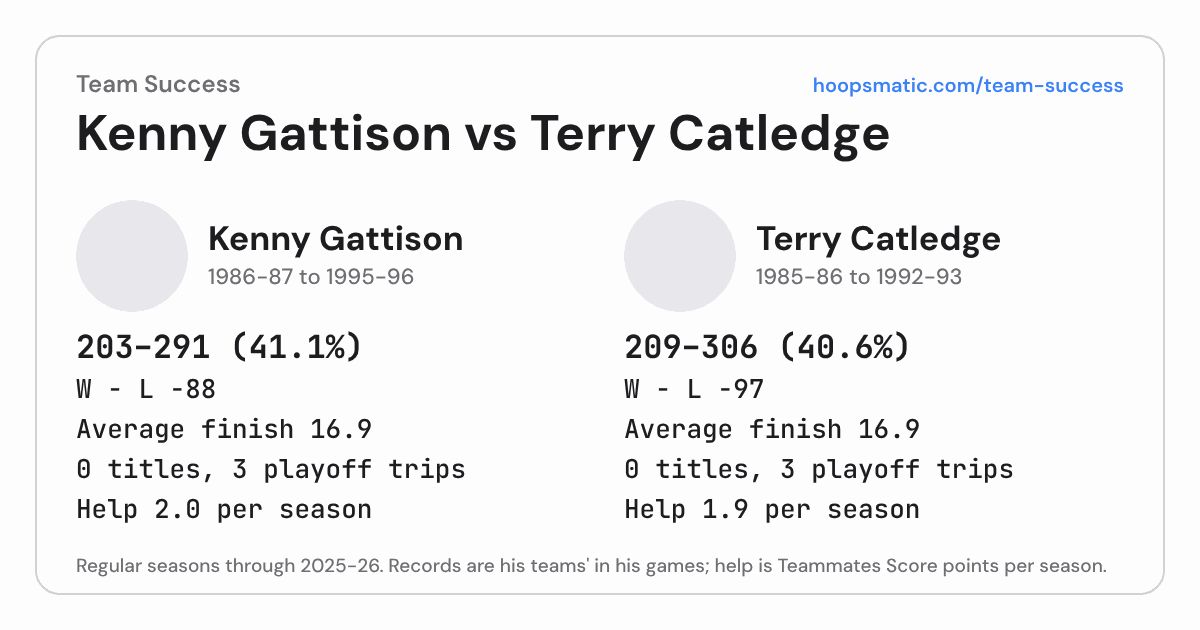 Team Success
hoopsmatic.com/team-success
Kenny Gattison vs Terry Catledge
Kenny Gattison
1986-87 to 1995-96
203-291 (41.1%)
W - L -88
Average finish 16.9
0 titles, 3 playoff trips
Help 2.0 per season
Terry Catledge
1985-86 to 1992-93
209-306 (40.6%)
W - L -97
Average finish 16.9
0 titles, 3 playoff trips
Help 1.9 per season
Regular seasons through 2025-26. Records are his teams' in his games; help is Teammates Score points per season.